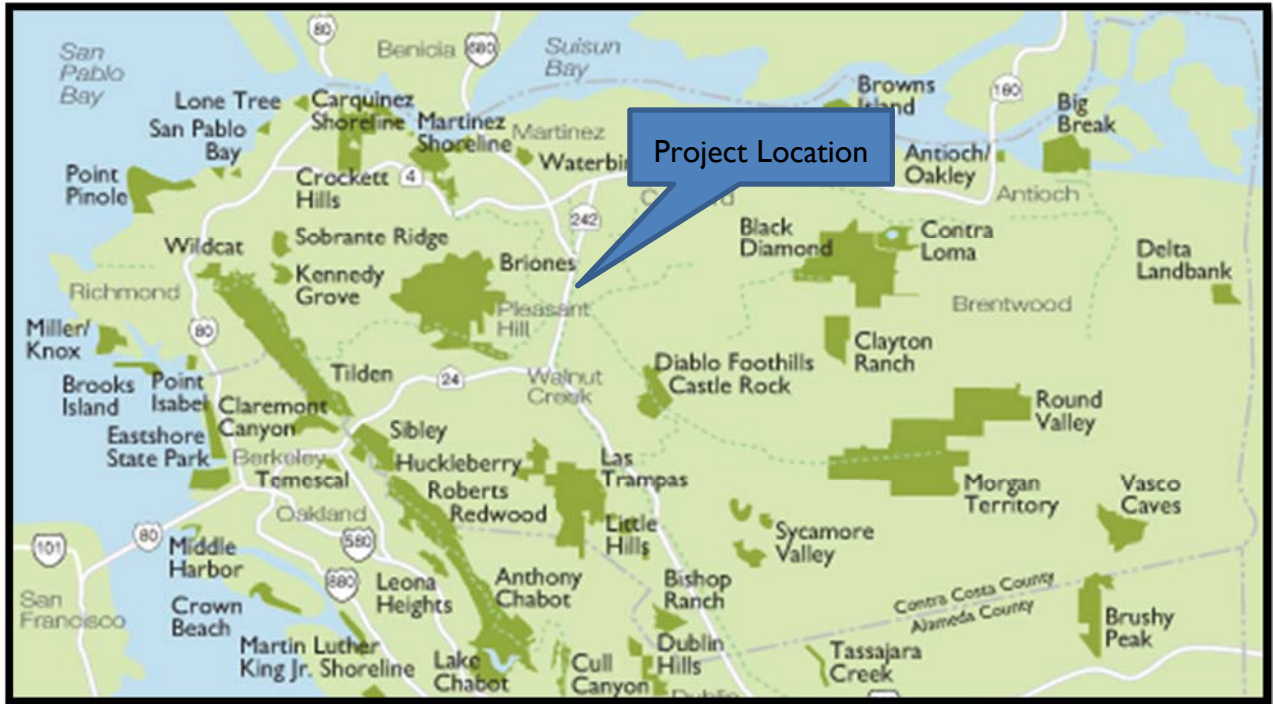 80
San
Pablo
Bay
Benicia
680
Suisun
Bay
Lone Tree
Carquinez
Shoreline
San Pablo
Bay
Martinez
Shoreline
Martinez
Browns
Island
180
Big
Break
Project Location
Point
Pinole
Crockett
Hills
4
Antioch/
Oakley
Antioch
242
Wildcat
Sobrante Ridge
Kennedy
Grove
Briones
Black
Diamond
Contra
Loma
Delta
Landbank
Richmond
Pleasant
Hill
Brentwood
Miller/
Knox
80
Clayton
Ranch
Brooks
Island
Point
Isabel
Tilden
24
Walnut
Creek
Diablo Foothills
Castle Rock
Claremont
Canyon
Round
Valley
Eastshore
State Park
Sibley
Berkeley
Temescal
Huckleberry
Las
Trampas
Roberts
Redwood
Morgan
Territory
Vasco
Caves
Oakland
101
80
Middle
Harbor
580
Little
Hills
Sycamore
Valley
San
Francisco
Crown
Beach
880
Leona
Heights
Anthony
Chabot
Bishop
Ranch
Contra Costa County
Alameda County
Brushy
Peak
Martin Luther
King Jr. Shoreline
Lake
Chabot
Cull
Canyon
Dublin
Hills
Tassajara
Creek
Dublin